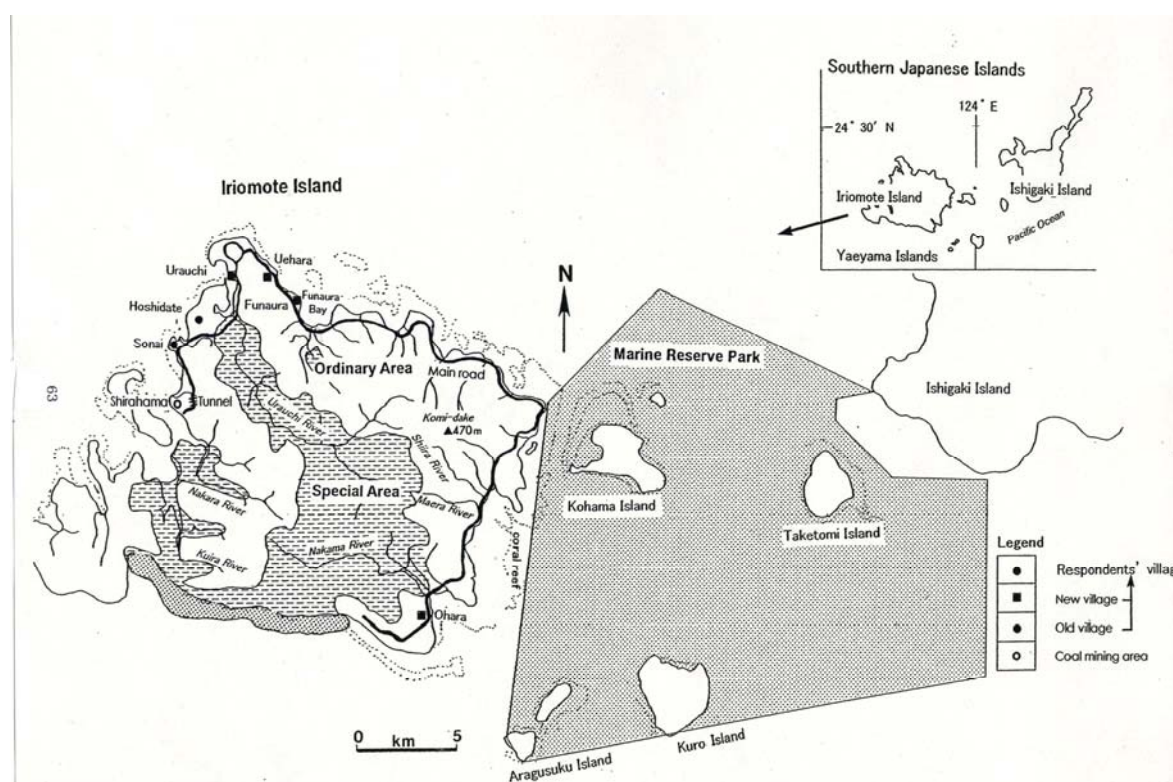 Southern Japanese Islands
124° E
24° 30′ N
Iriomote Island
Ishigaki Island
Pacific Ocean
Yaeyama Islands
Iriomote Island
N
Urauchi
Uehara
Hoshidate
Funaura
Funaura
Bay
Sonai
Ordinary Area
Main road
Marine Reserve Park
Ishigaki Island
63
Shirahama
Tunnel
Urauchi River
Komi-dake
▲470m
Shiira River
Special Area
Nakara River
Maera River
Kohama Island
Taketomi Island
Nakama River
Kuira River
coral reef
Ohara
Legend
Respondents' villag
New village
Old village
Coal mining area
0 km 5
Aragusuku Island
Kuro Island